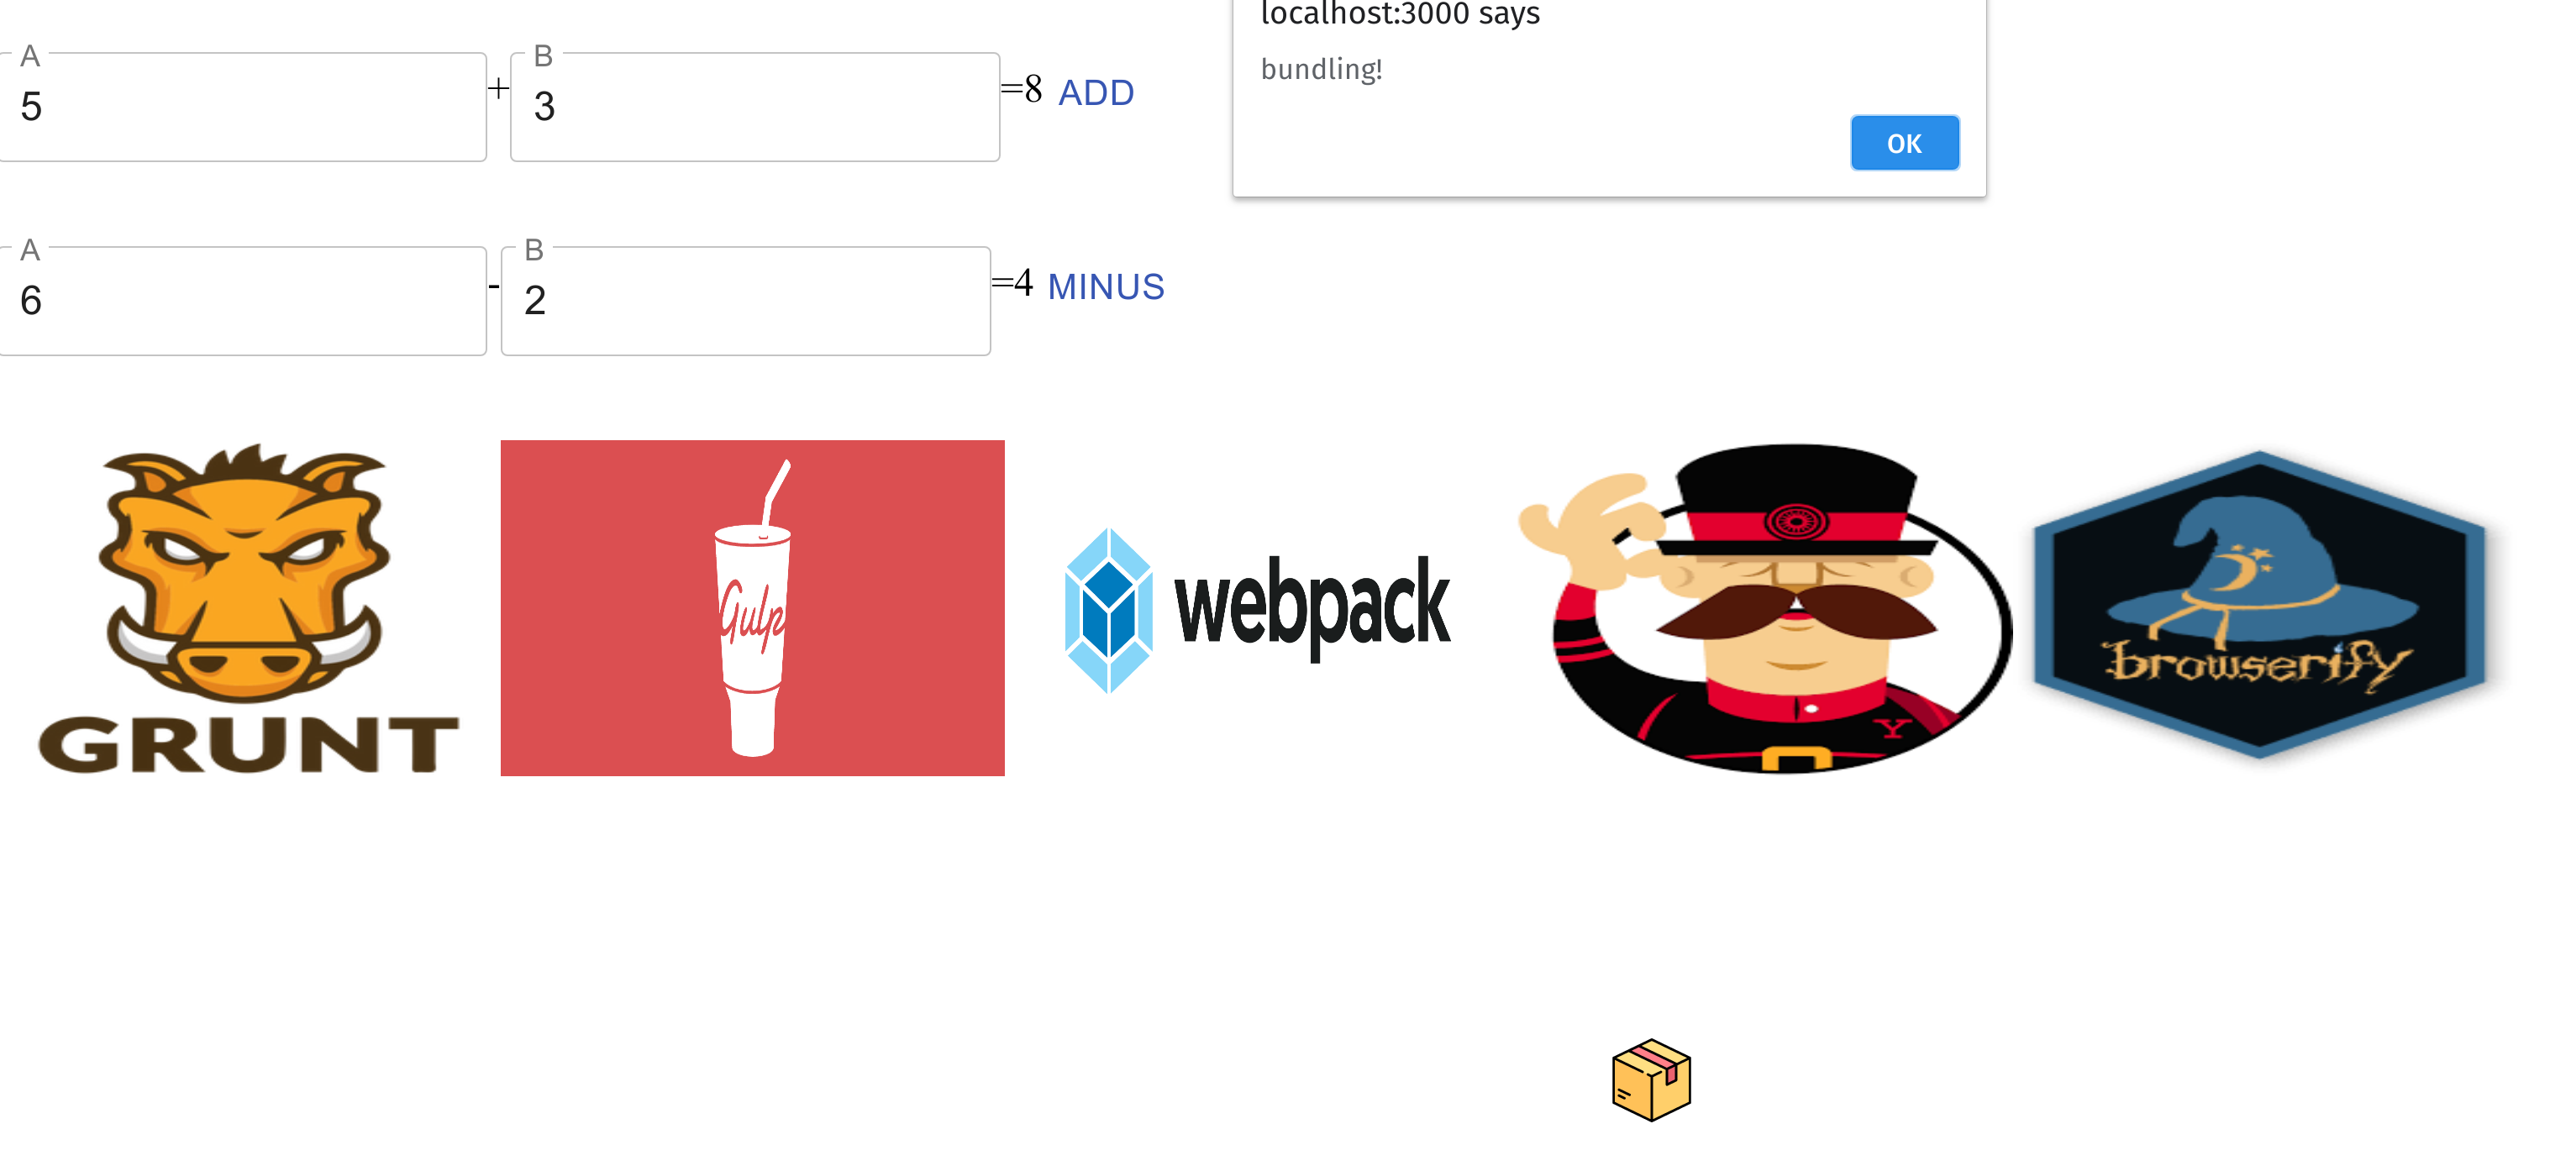 localhost:3000 says
bundling!
OK
A
5
+
B
3
=8
ADD
A
6
-
B
2
=4
MINUS
GRUNT
Gulp
webpack
Y
browserify